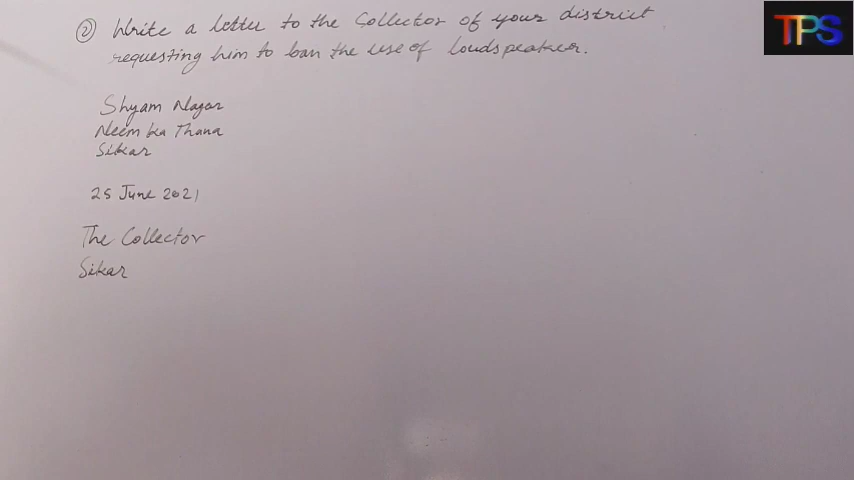 ② Write a letter to the Collector of your district
requesting him to ban the use of loudspeaker.
TPS
Shyam Nagar
Neem ka Thana
Sikar
25 June 2021
The Collector
Sikar